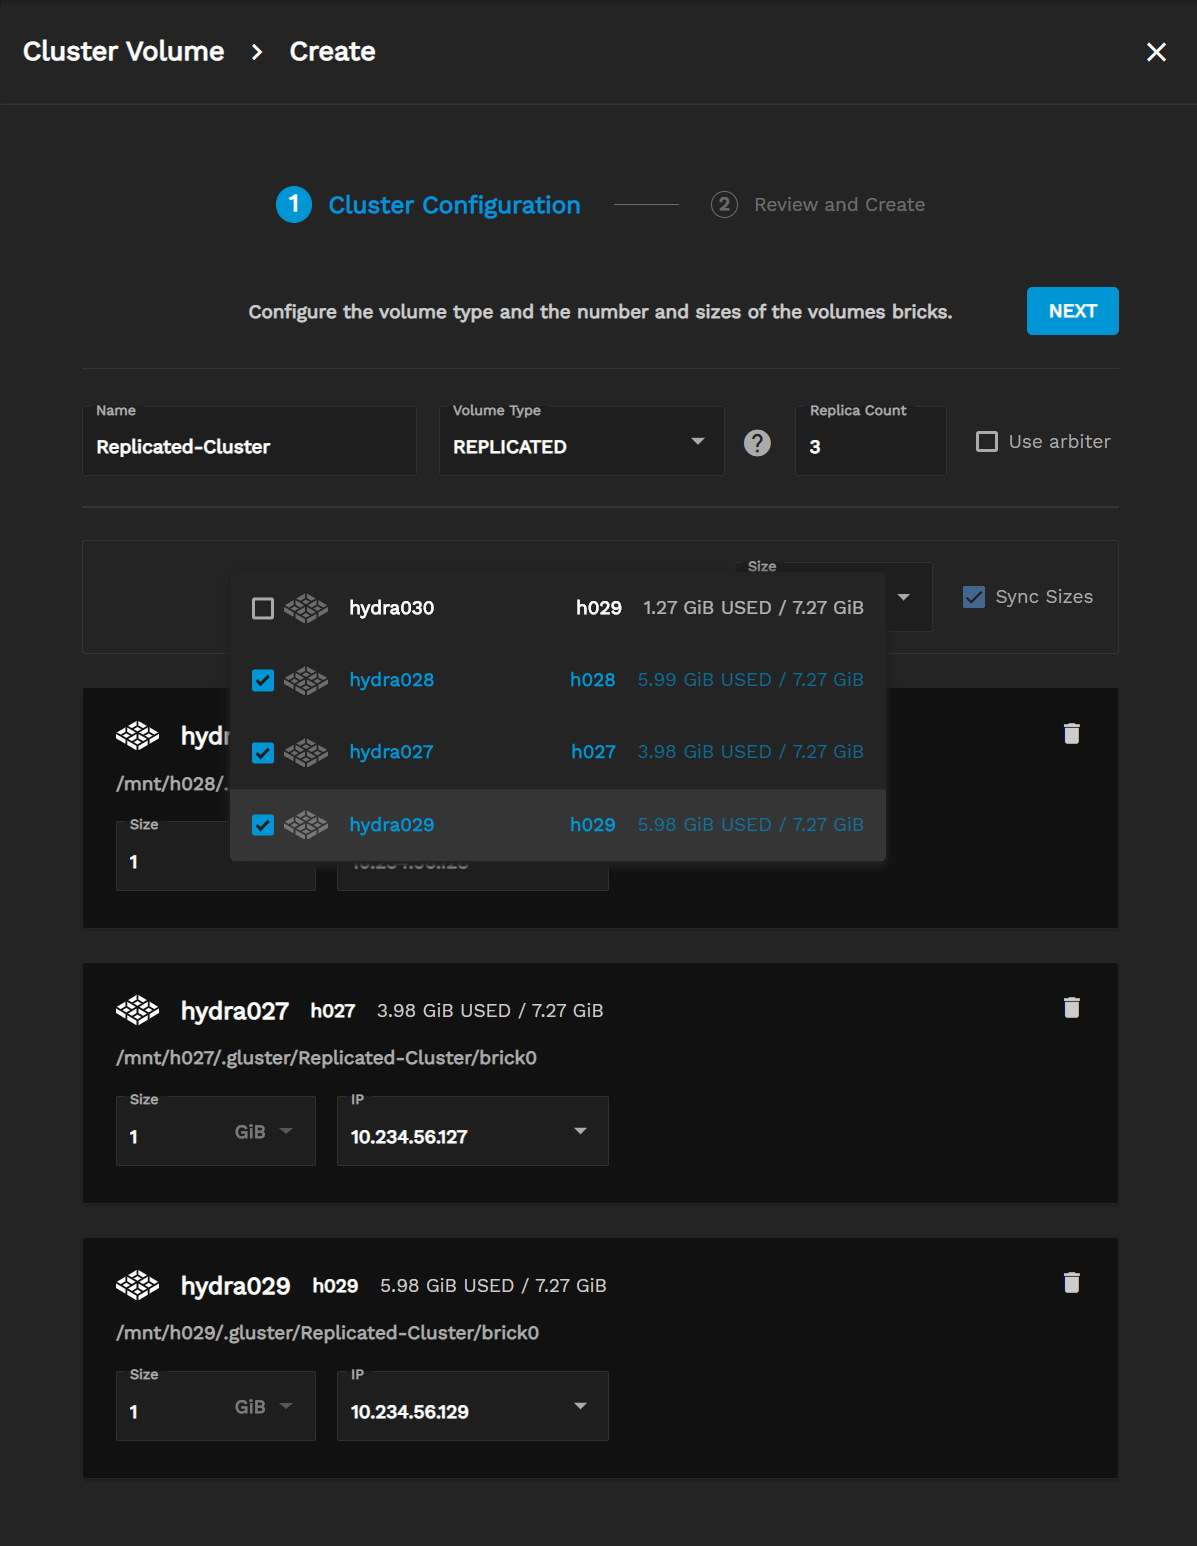 Cluster Volume > Create
1 Cluster Configuration
2 Review and Create
Configure the volume type and the number and sizes of the volumes bricks.
NEXT
Name
Replicated-Cluster
Volume Type
REPLICATED
?
Replica Count
3
Use arbiter
Size
Sync Sizes
hydra030 h029 1.27 GiB USED / 7.27 GiB
hydra028 h028 5.99 GiB USED / 7.27 GiB
hydra027 h027 3.98 GiB USED / 7.27 GiB
hydra029 h029 5.98 GiB USED / 7.27 GiB
/mnt/h028/.
Size
1
hydra027 h027 3.98 GiB USED / 7.27 GiB
/mnt/h027/.gluster/Replicated-Cluster/brick0
Size
1 GiB
IP
10.234.56.127
hydra029 h029 5.98 GiB USED / 7.27 GiB
/mnt/h029/.gluster/Replicated-Cluster/brick0
Size
1 GiB
IP
10.234.56.129